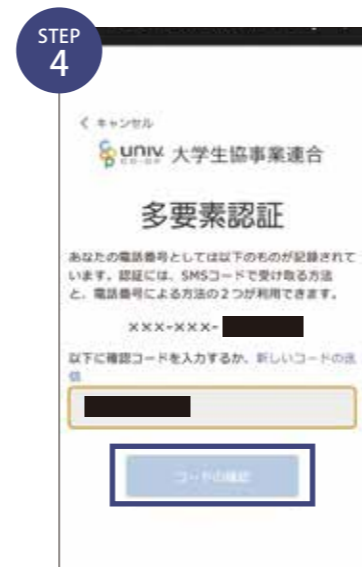 STEP
4
く キャンセル
UNIV.
CO-OP
大学生協事業連合
多要素認証
あなたの電話番号としては以下のものが記録されて
います。認証には、SMSコードで受け取る方法
と、電話番号による方法の2つが利用できます。
×××-×××-
以下に確認コードを入力するか、新しいコードの送
信
コードの確認